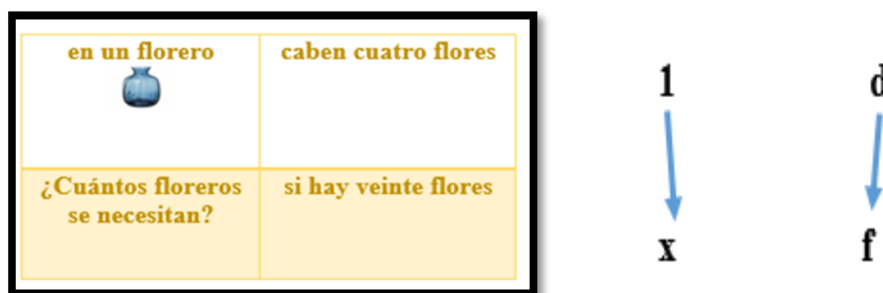 en un florero
caben cuatro flores
¿Cuántos floreros
se necesitan?
si hay veinte flores
1
d
x
f